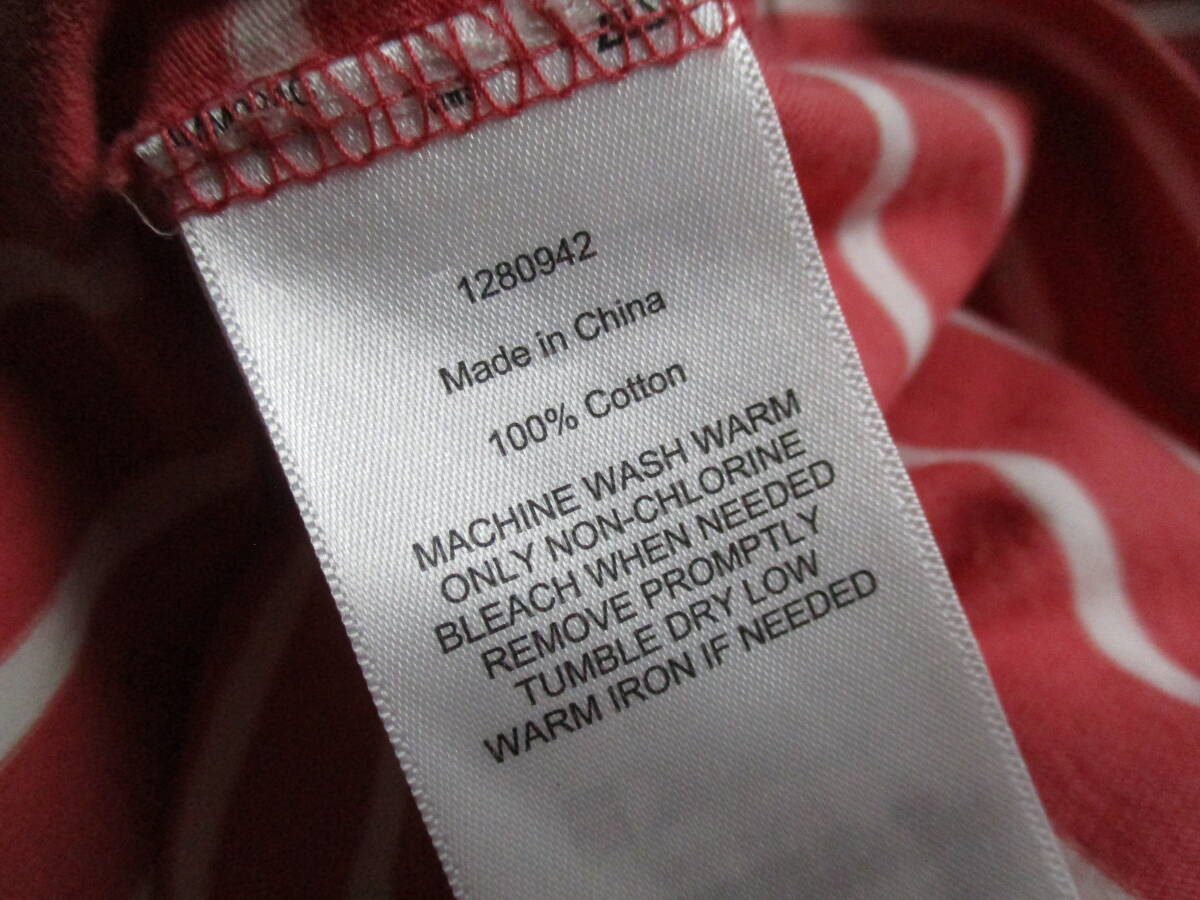 1280942
Made in China
100% Cotton
MACHINE WASH WARM
ONLY NON-CHLORINE
BLEACH WHEN NEEDED
REMOVE PROMPTLY
TUMBLE DRY LOW
WARM IRON IF NEEDED